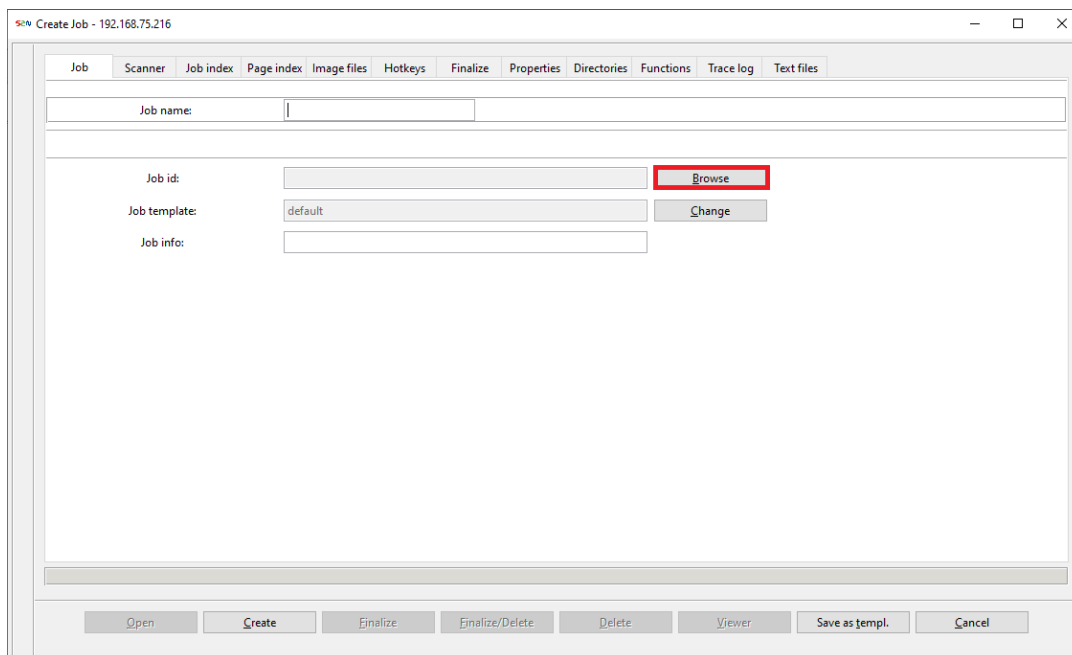 SCN Create Job - 192.168.75.216
Job Scanner Job index Page index Image files Hotkeys Finalize Properties Directories Functions Trace log Text files
Job name:
Job id: Browse
Job template: default Change
Job info:
Open Create Finalize Finalize/Delete Delete Viewer Save as templ. Cancel